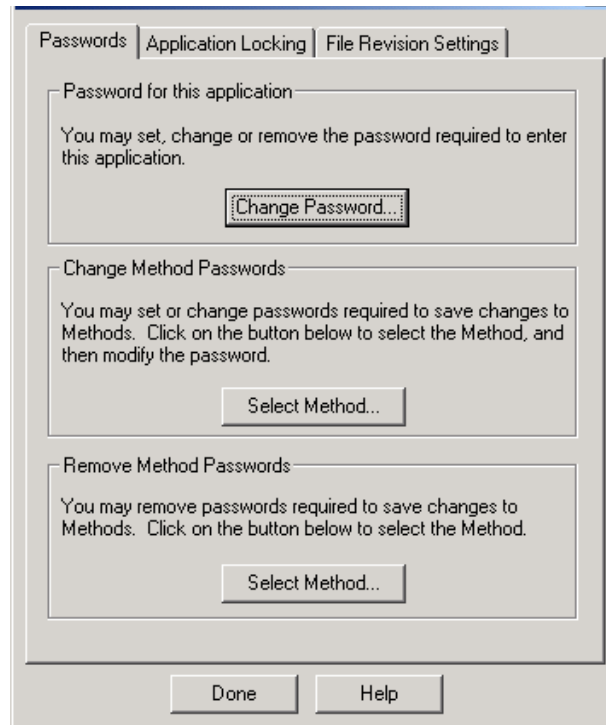 Passwords Application Locking File Revision Settings
Password for this application
You may set, change or remove the password required to enter
this application.
Change Password...
Change Method Passwords
You may set or change passwords required to save changes to
Methods. Click on the button below to select the Method, and
then modify the password.
Select Method...
Remove Method Passwords
You may remove passwords required to save changes to
Methods. Click on the button below to select the Method.
Select Method...
Done Help